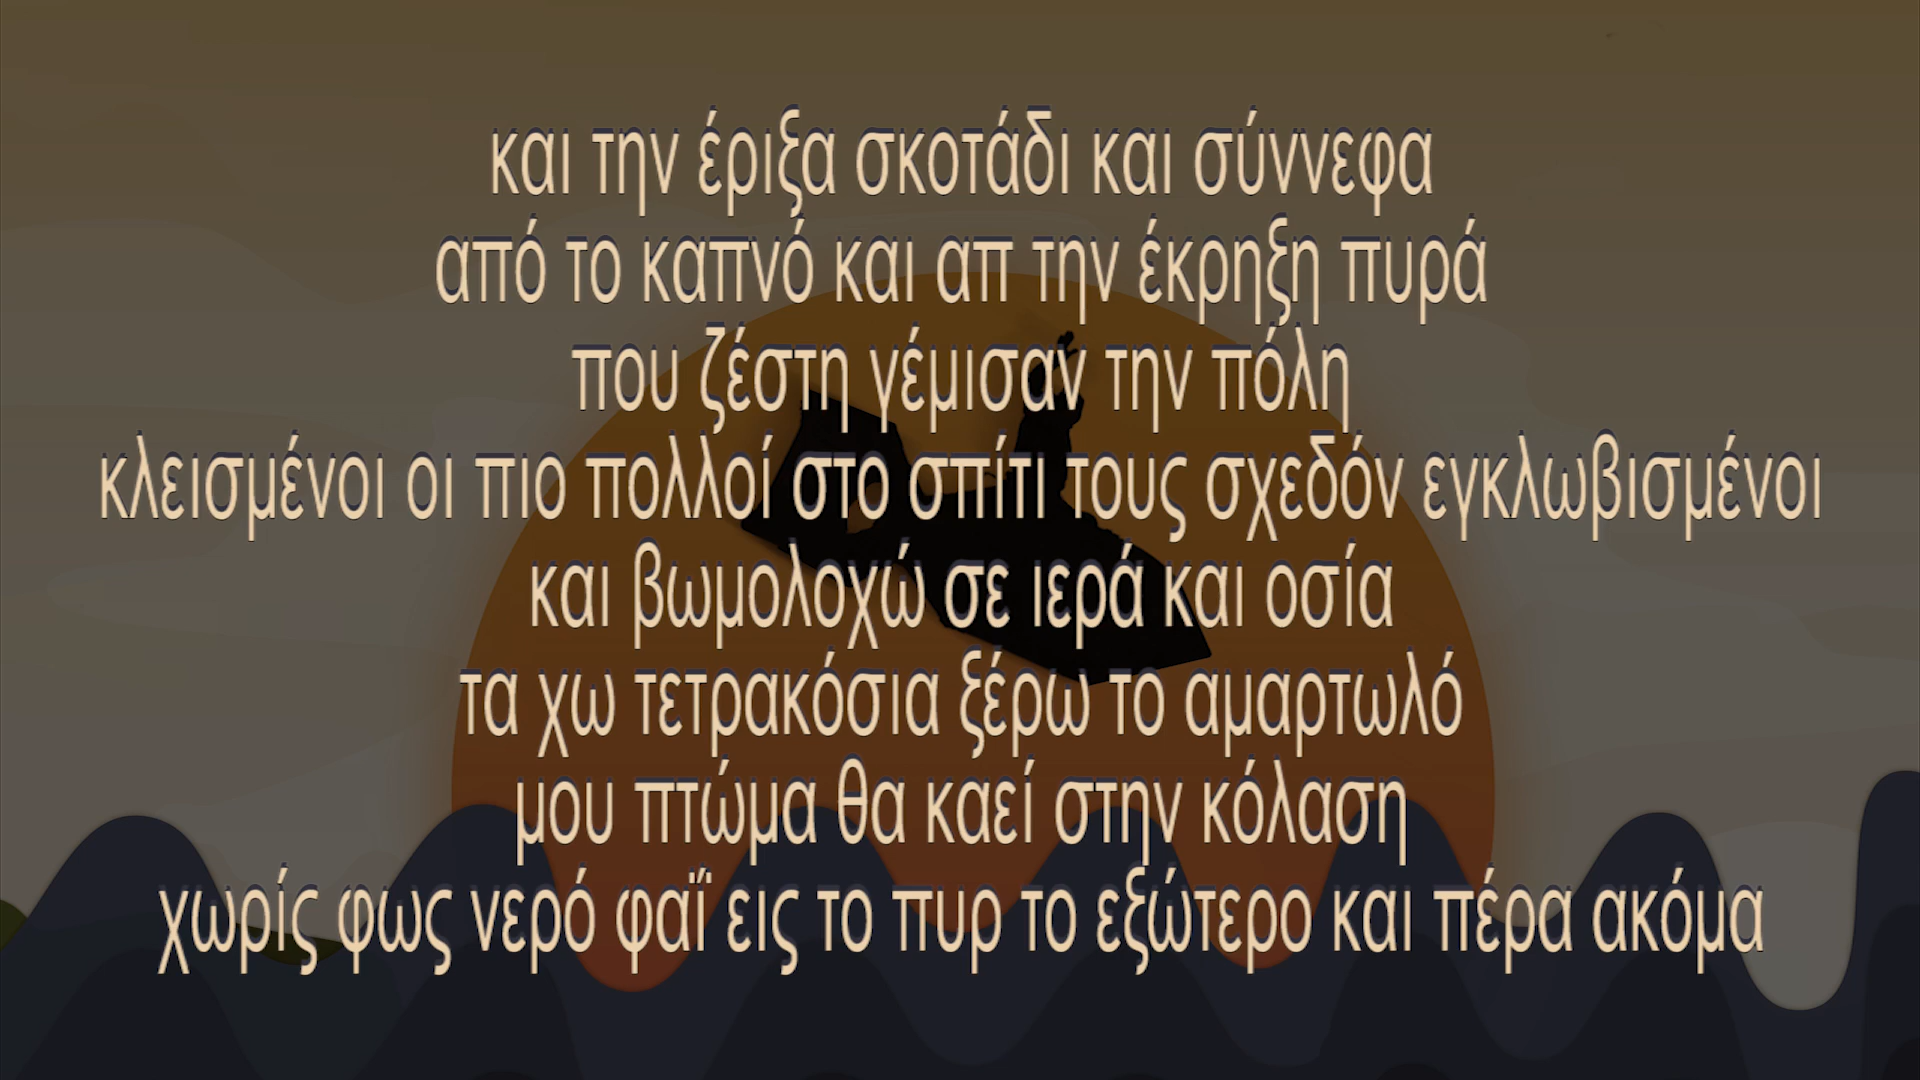 και την έριξα σκοτάδι και σύννεφα
από το καπνό και απ την έκρηξη πυρά
που ζέστη γέμισαν την πόλη
κλεισμένοι οι πιο πολλοί στο σπίτι τους σχεδόν εγκλωβισμένοι
και βωμολοχώ σε ιερά και οσία
τα χω τετρακόσια ξέρω το αμαρτωλό
μου πτώμα θα καεί στην κόλαση
χωρίς φως νερό φαΐ εις το πυρ το εξώτερο και πέρα ακόμα